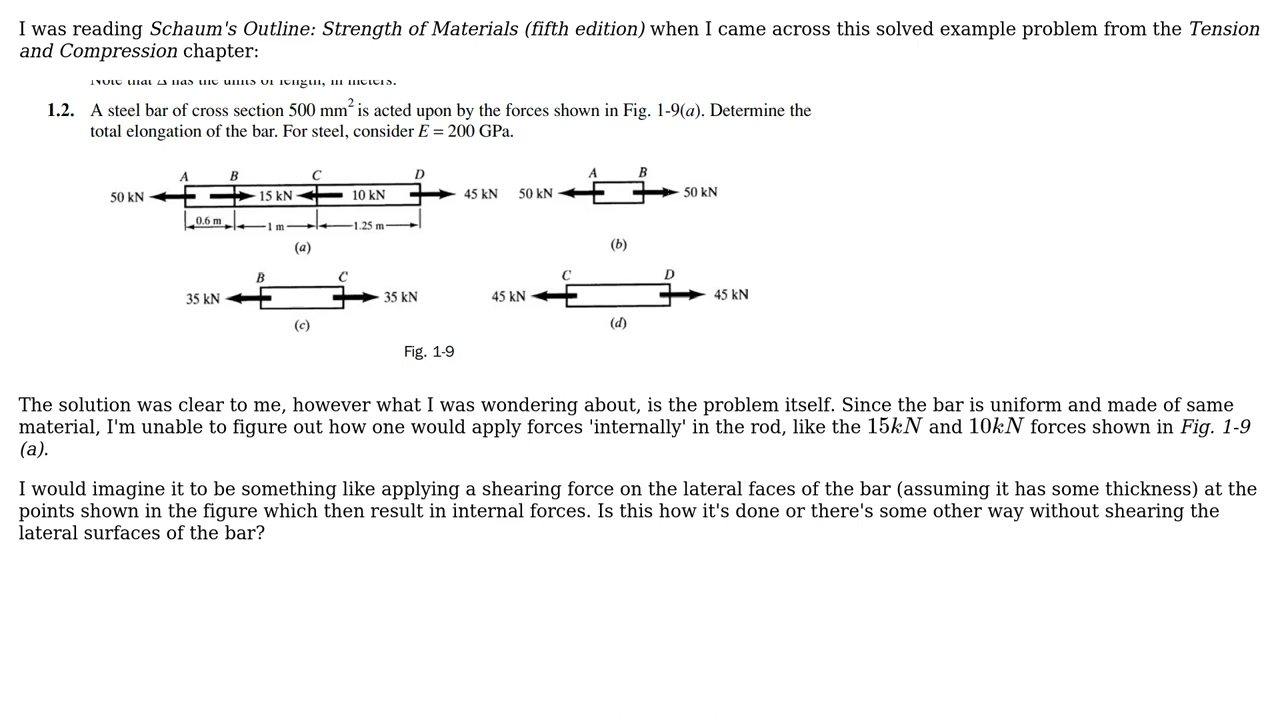 I was reading Schaum's Outline: Strength of Materials (fifth edition) when I came across this solved example problem from the Tension
and Compression chapter:
Note that Δ has the units of length, in meters.
1.2. A steel bar of cross section 500 mm² is acted upon by the forces shown in Fig. 1-9(a). Determine the
total elongation of the bar. For steel, consider E = 200 GPa.
A B C D A B
50 kN 15 kN 10 kN 45 kN 50 kN 50 kN
0.6 m 1 m 1.25 m
(a) (b)
B C C D
35 kN 35 kN 45 kN 45 kN
(c) (d)
Fig. 1-9
The solution was clear to me, however what I was wondering about, is the problem itself. Since the bar is uniform and made of same
material, I'm unable to figure out how one would apply forces 'internally' in the rod, like the 15kN and 10kN forces shown in Fig. 1-9
(a).
I would imagine it to be something like applying a shearing force on the lateral faces of the bar (assuming it has some thickness) at the
points shown in the figure which then result in internal forces. Is this how it's done or there's some other way without shearing the
lateral surfaces of the bar?